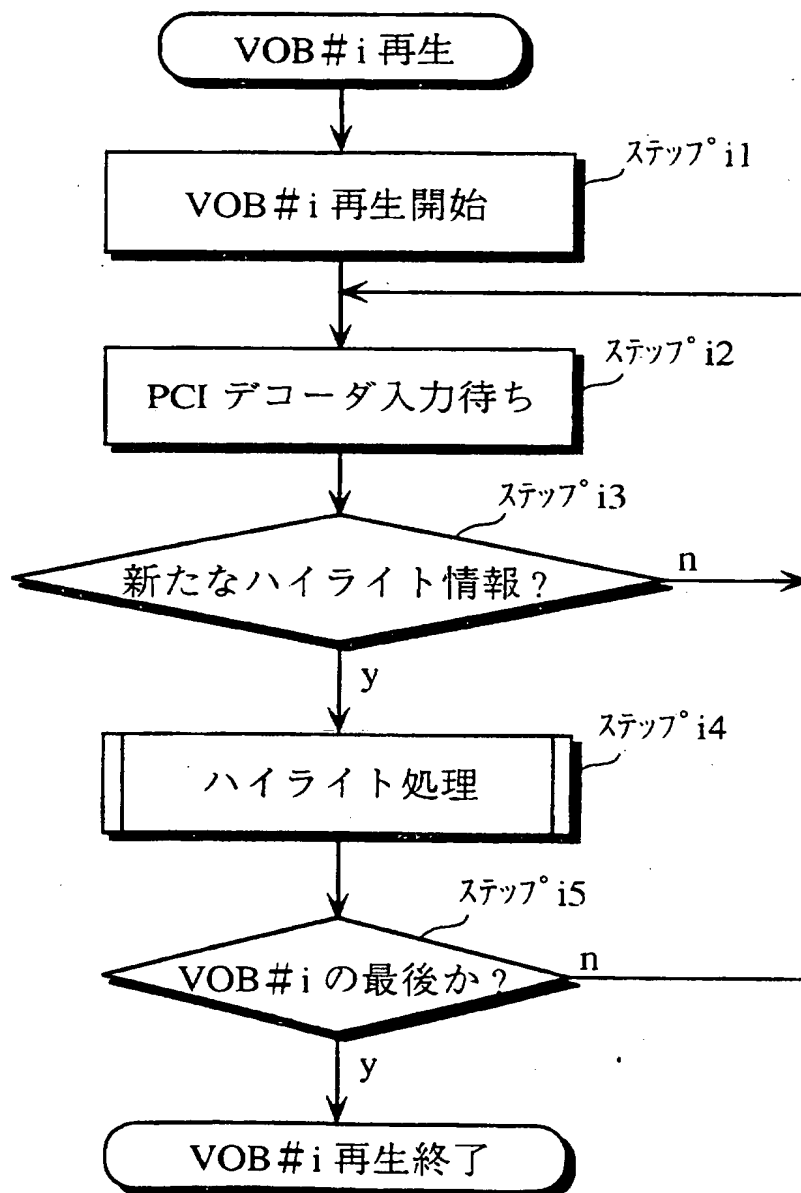 VOB#i 再生
ステップ i1
VOB#i 再生開始
ステップ i2
PCI デコーダ入力待ち
ステップ i3
新たなハイライト情報?
n
y
ステップ i4
ハイライト処理
ステップ i5
VOB#i の最後か?
n
y
VOB#i 再生終了